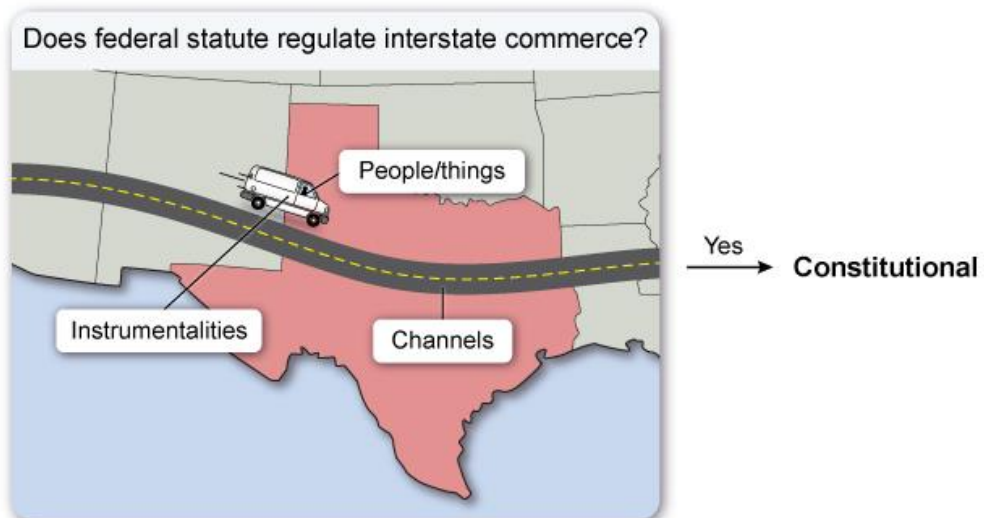 Does federal statute regulate interstate commerce?
People/things
Yes
Constitutional
Instrumentalities
Channels